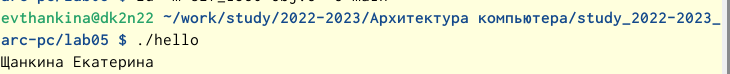 evthankina@dk2n22 ~/work/study/2022-2023/Архитектура компьютера/study_2022-2023_
arc-pc/lab05 $ ./hello
Щанкина Екатерина